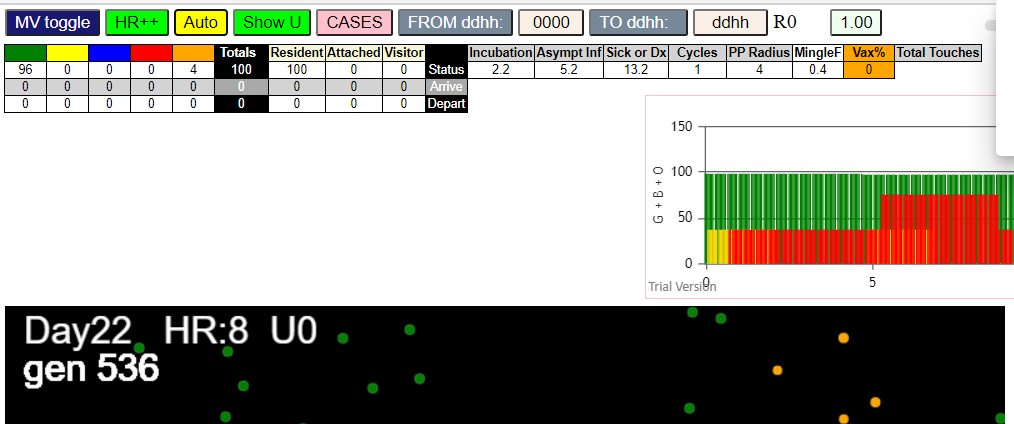 MV toggle HR++ Auto Show U CASES FROM ddhh: 0000 TO ddhh: ddhh R0 1.00
Totals Resident Attached Visitor Incubation Asympt Inf Sick or Dx Cycles PP Radius MingleF Vax% Total Touches
96 0 0 0 4 100 100 0 0 Status 2.2 5.2 13.2 1 4 0.4 0
0 0 0 0 0 0 0 0 0 Arrive
0 0 0 0 0 0 0 0 0 Depart
150
100
50
0
G + B + O
0 5
Trial Version
Day22 HR:8 U0
gen 536